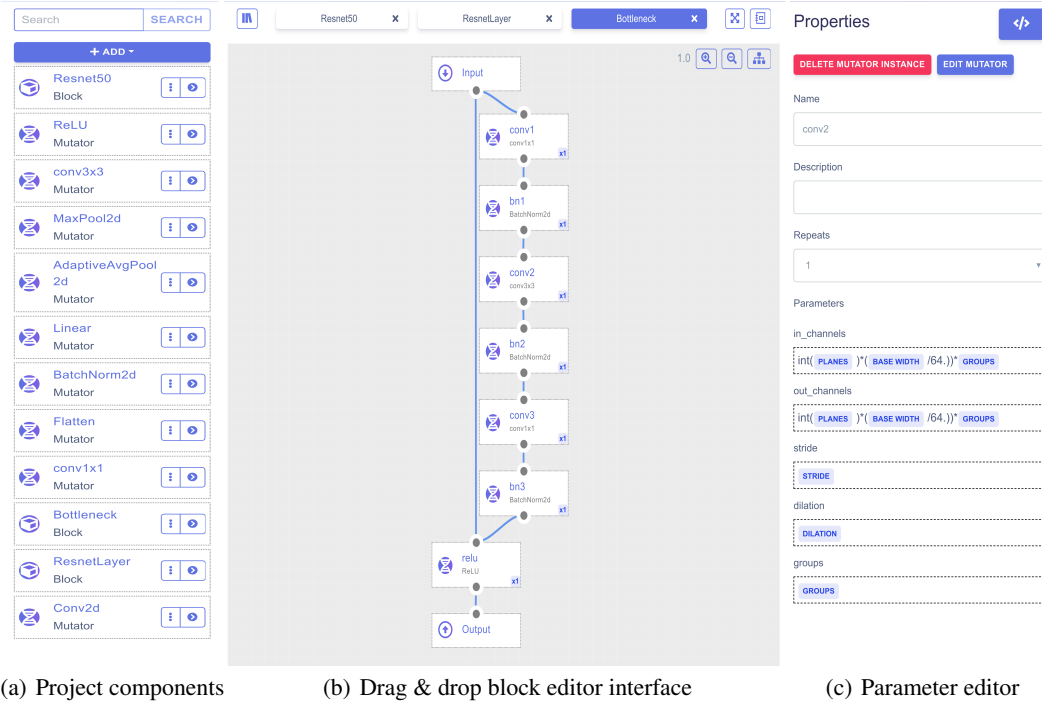 Search
SEARCH
+ ADD
Resnet50
Block
ReLU
Mutator
conv3x3
Mutator
MaxPool2d
Mutator
AdaptiveAvgPool
2d
Mutator
Linear
Mutator
BatchNorm2d
Mutator
Flatten
Mutator
conv1x1
Mutator
Bottleneck
Block
ResnetLayer
Block
Conv2d
Mutator
(a) Project components
Resnet50 x
ResnetLayer x
Bottleneck x
1.0
Input
conv1
conv1x1
x1
bn1
BatchNorm2d
x1
conv2
conv3x3
x1
bn2
BatchNorm2d
x1
conv3
conv1x1
x1
bn3
BatchNorm2d
x1
relu
ReLU
x1
Output
(b) Drag & drop block editor interface
Properties
</>
DELETE MUTATOR INSTANCE
EDIT MUTATOR
Name
conv2
Description
Repeats
1
Parameters
in_channels
int( PLANES )*( BASE WIDTH /64.))* GROUPS
out_channels
int( PLANES )*( BASE WIDTH /64.))* GROUPS
stride
STRIDE
dilation
DILATION
groups
GROUPS
(c) Parameter editor